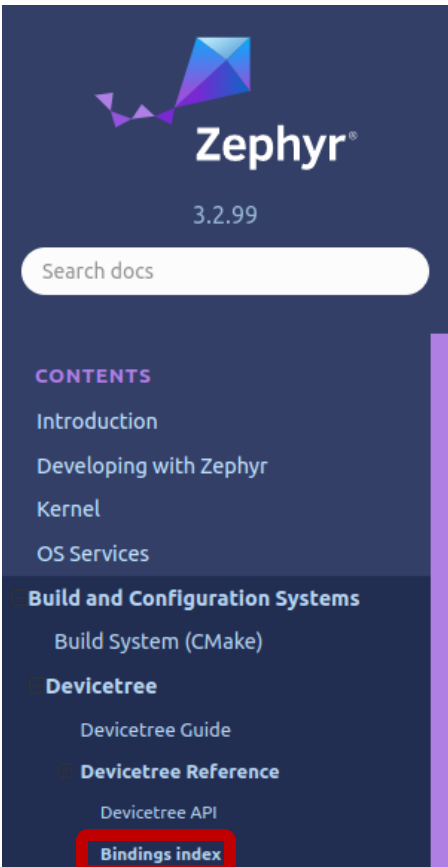 Zephyr®
3.2.99
Search docs
CONTENTS
Introduction
Developing with Zephyr
Kernel
OS Services
Build and Configuration Systems
Build System (CMake)
Devicetree
Devicetree Guide
Devicetree Reference
Devicetree API
Bindings index